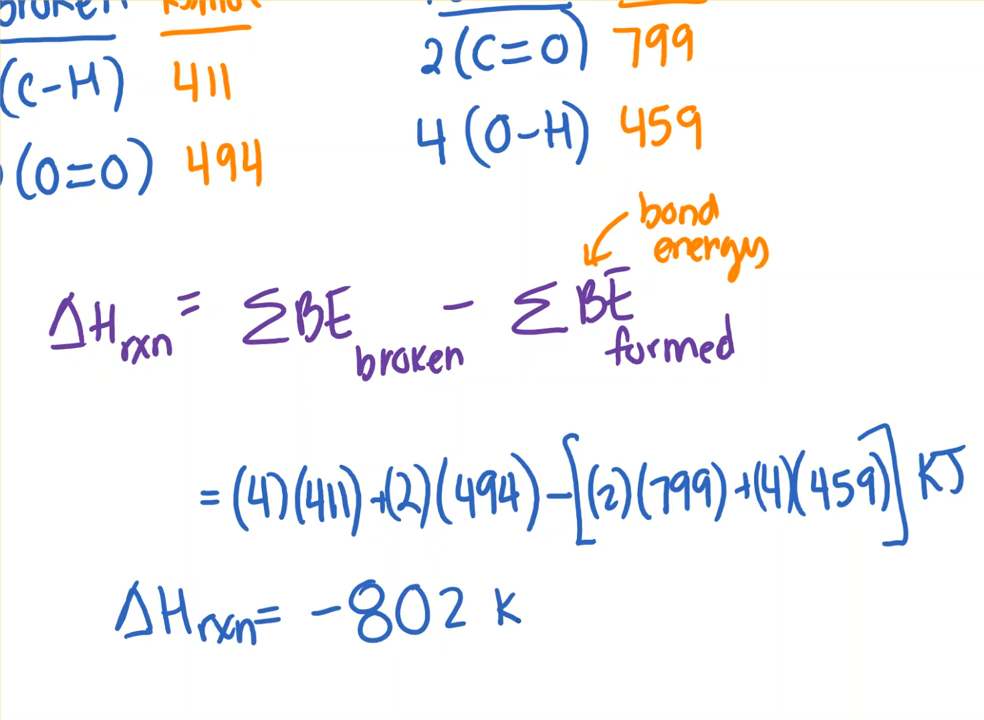 broken
2(C=O) 799
(C-H) 411
4 (O-H) 459
(O=O) 494
bond
energy
ΔHrxn = ΣBE broken - ΣBE formed
= (4)(411)+(2)(494)-[(2)(799)+(4)(459)] KJ
ΔHrxn= -802 k